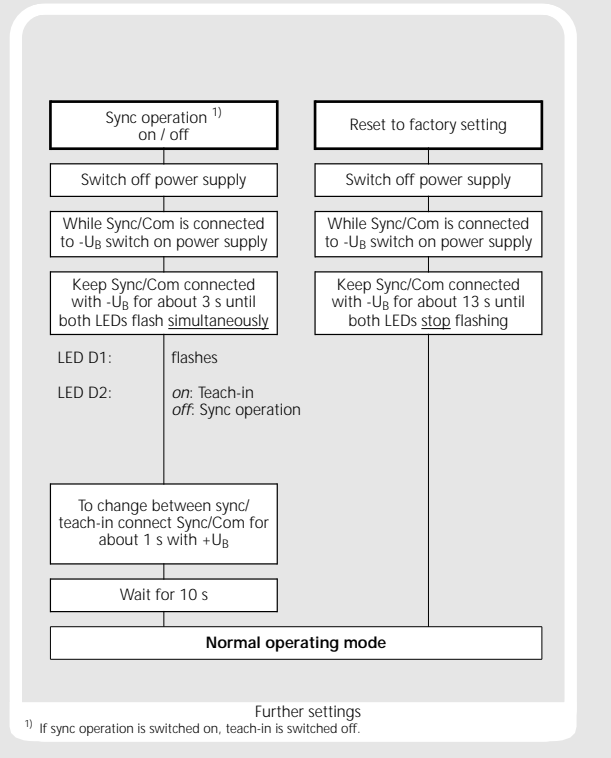 Sync operation 1)
on / off
Switch off power supply
While Sync/Com is connected
to -UB switch on power supply
Keep Sync/Com connected
with -UB for about 3 s until
both LEDs flash simultaneously
LED D1: flashes
LED D2: on: Teach-in
off: Sync operation
To change between sync/
teach-in connect Sync/Com for
about 1 s with +UB
Wait for 10 s
Reset to factory setting
Switch off power supply
While Sync/Com is connected
to -UB switch on power supply
Keep Sync/Com connected
with -UB for about 13 s until
both LEDs stop flashing
Normal operating mode
Further settings
1) If sync operation is switched on, teach-in is switched off.